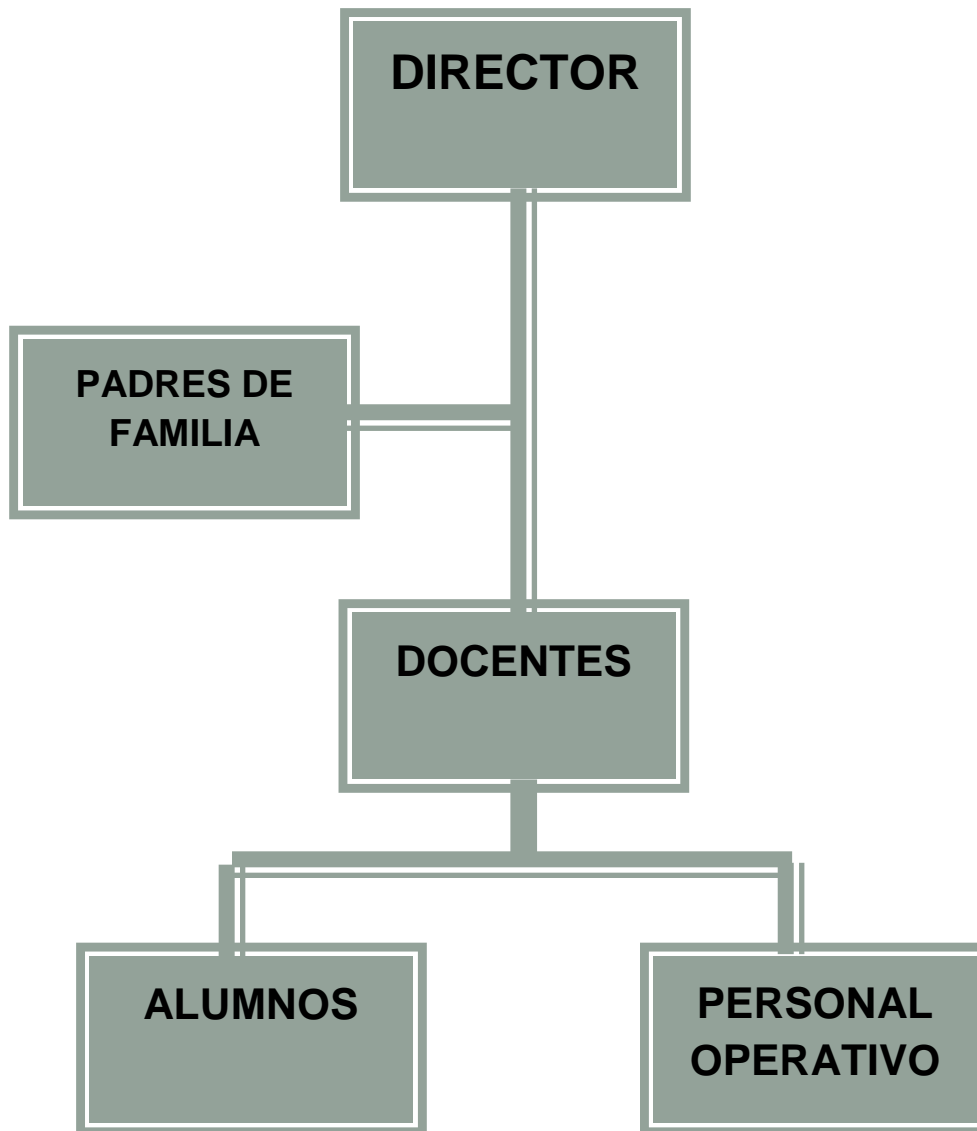 DIRECTOR
PADRES DE
FAMILIA
DOCENTES
ALUMNOS
PERSONAL
OPERATIVO